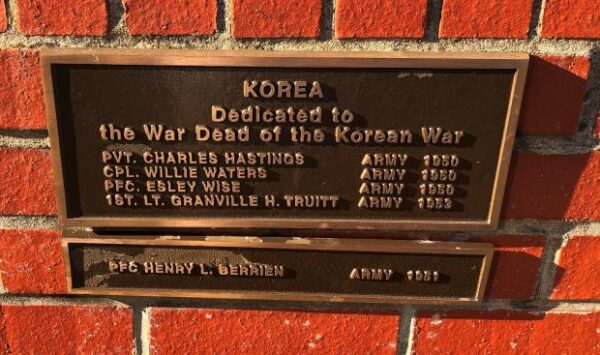 KOREA
Dedicated to
the War Dead of the Korean War
PVT. CHARLES HASTINGS ARMY 1950
CPL. WILLIE WATERS ARMY 1950
PFC. ESLEY WISE ARMY 1950
1ST. LT. GRANVILLE H. TRUITT ARMY 1953
PFC HENRY L. BERRIEN ARMY 1951